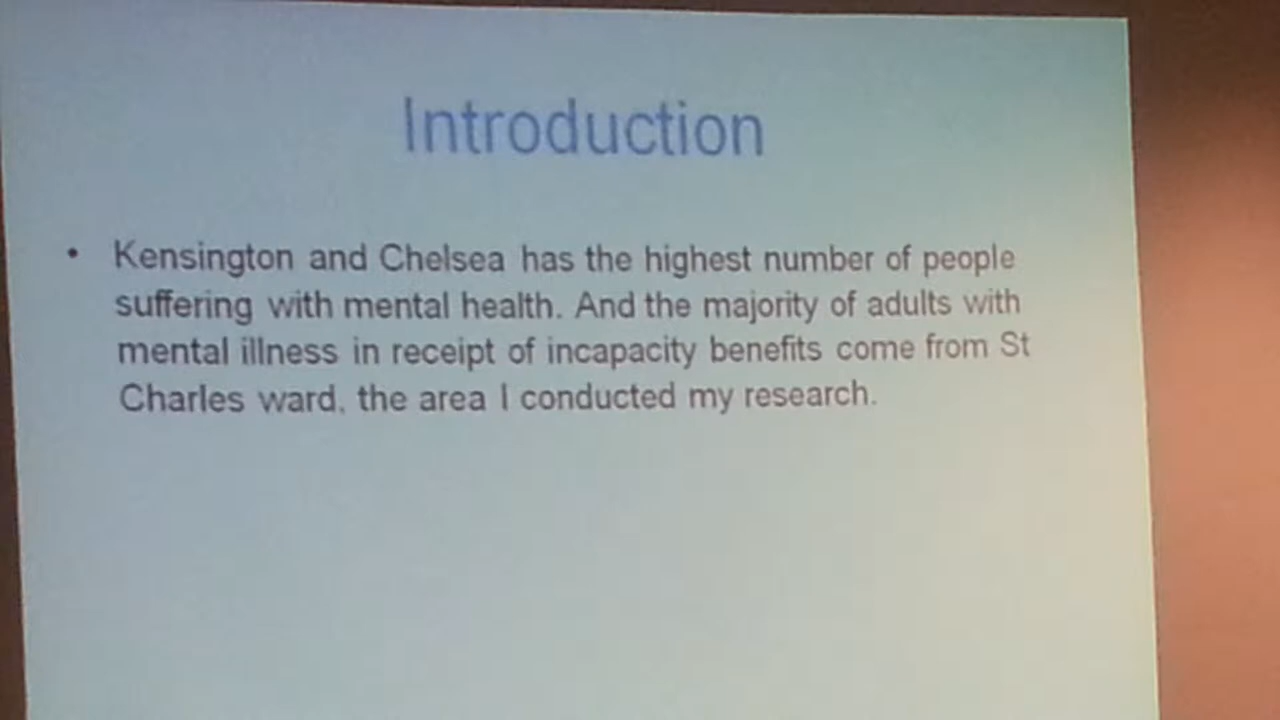 Introduction
• Kensington and Chelsea has the highest number of people
suffering with mental health. And the majority of adults with
mental illness in receipt of incapacity benefits come from St
Charles ward, the area I conducted my research.